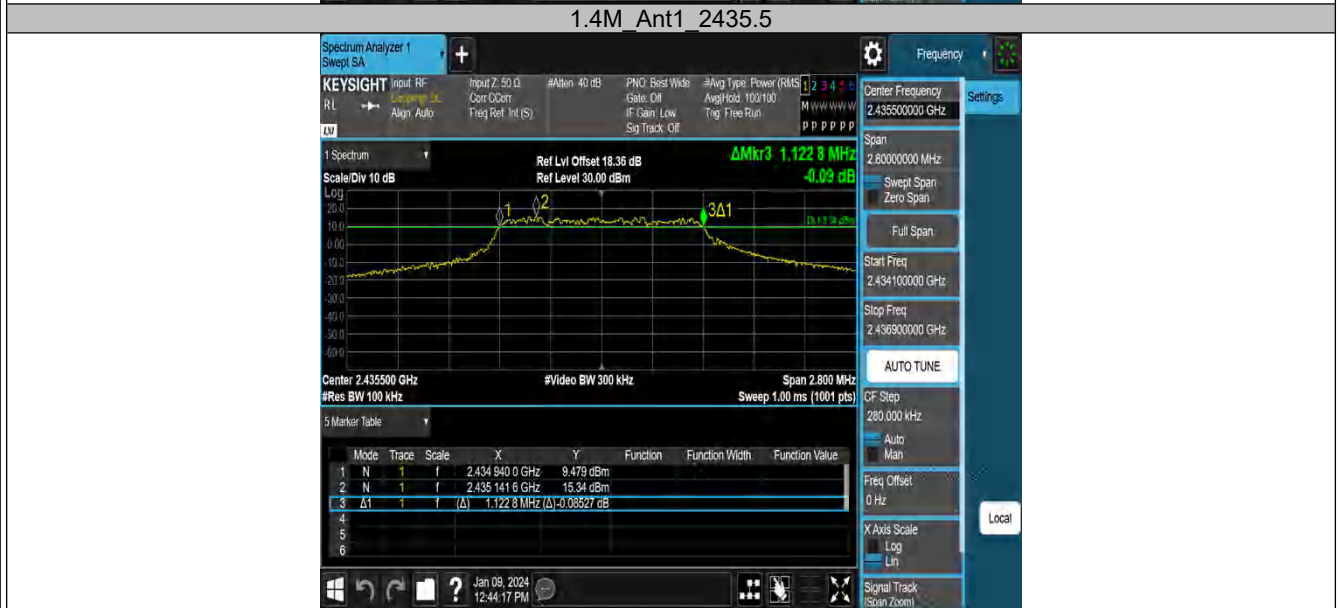 1.4M_Ant1_2435.5
Spectrum Analyzer 1
Swept SA
+
Frequency
KEYSIGHT Input: RF
RL
Align: Auto
LXI
Input Z: 50 Ω
Corr CCorr
Freq Ref: Int (S)
#Atten: 40 dB
PNO: Best Wide
Gate: Off
IF Gain: Low
Sig Track: Off
#Avg Type: Power (RMS
Avg|Hold: 100/100
Trig: Free Run
1 2 3 4 5 6
M W W W W W
P P P P P P
1 Spectrum
Scale/Div 10 dB
Log
Ref Lvl Offset 18.36 dB
Ref Level 30.00 dBm
ΔMkr3 1.122 8 MHz
-0.09 dB
20.0
10.0
0.00
-10.0
-20.0
-30.0
-40.0
-50.0
-60.0
1
2
3Δ1
Center 2.435500 GHz
#Res BW 100 kHz
#Video BW 300 kHz
Span 2.800 MHz
Sweep 1.00 ms (1001 pts)
5 Marker Table
Mode Trace Scale X Y Function Function Width Function Value
1 N 1 f 2.434 940 0 GHz 9.479 dBm
2 N 1 f 2.435 141 6 GHz 15.34 dBm
3 Δ1 1 f (Δ) 1.122 8 MHz (Δ) -0.08527 dB
4
5
6
?
Jan 09, 2024
12:44:17 PM
Center Frequency
2.435500000 GHz
Settings
Span
2.80000000 MHz
Swept Span
Zero Span
Full Span
Start Freq
2.434100000 GHz
Stop Freq
2.436900000 GHz
AUTO TUNE
CF Step
280.000 kHz
Auto
Man
Freq Offset
0 Hz
X Axis Scale
Log
Lin
Local
Signal Track
(Span Zoom)